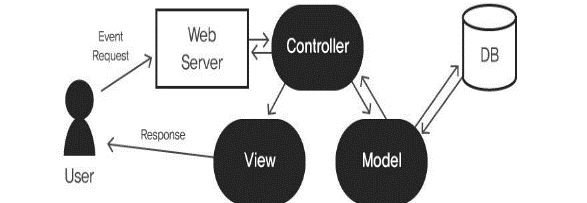 Event
Request
Web
Server
Controller
DB
Response
View
Model
User